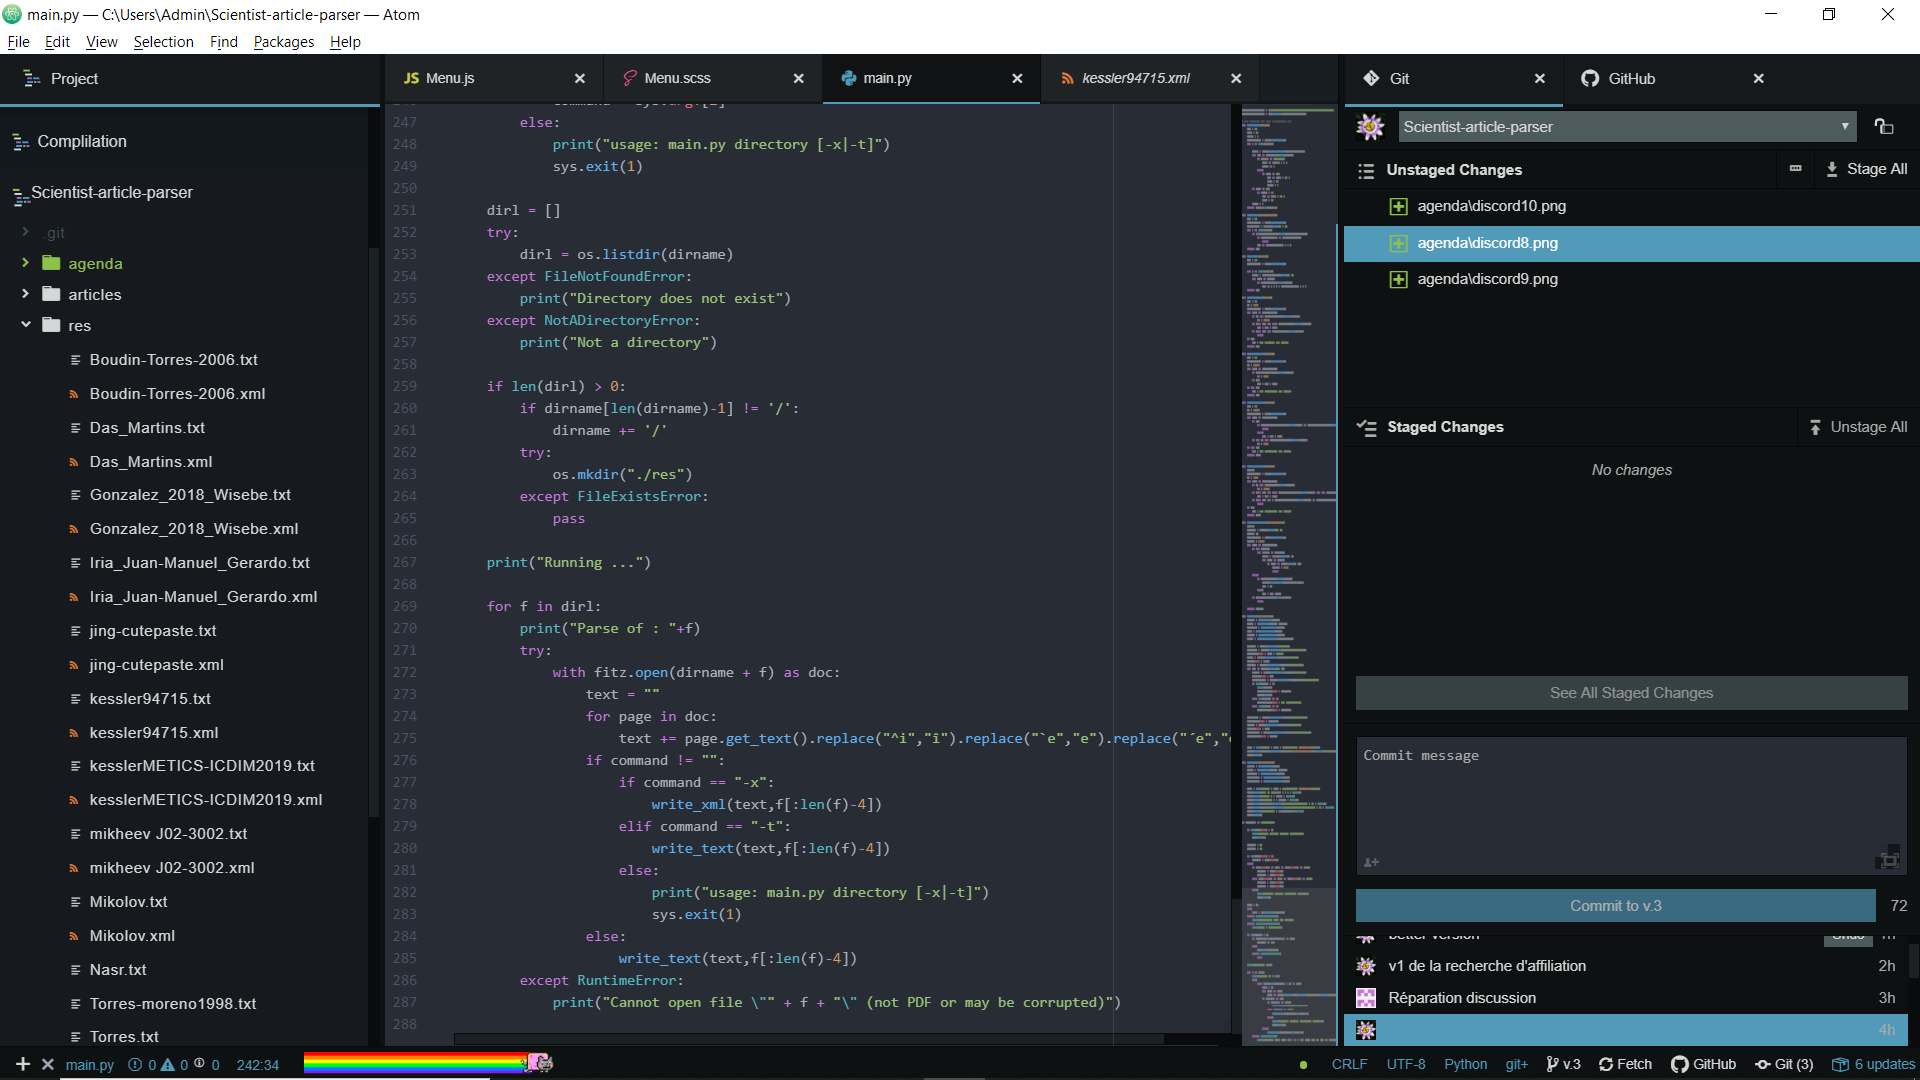 main.py — C:\Users\Admin\Scientist-article-parser — Atom
File Edit View Selection Find Packages Help
Project
Complilation
Scientist-article-parser
.git
agenda
articles
res
Boudin-Torres-2006.txt
Boudin-Torres-2006.xml
Das_Martins.txt
Das_Martins.xml
Gonzalez_2018_Wisebe.txt
Gonzalez_2018_Wisebe.xml
Iria_Juan-Manuel_Gerardo.txt
Iria_Juan-Manuel_Gerardo.xml
jing-cutepaste.txt
jing-cutepaste.xml
kessler94715.txt
kessler94715.xml
kesslerMETICS-ICDIM2019.txt
kesslerMETICS-ICDIM2019.xml
mikheev J02-3002.txt
mikheev J02-3002.xml
Mikolov.txt
Mikolov.xml
Nasr.txt
Torres-moreno1998.txt
Torres.txt
JS Menu.js
Menu.scss
main.py
kessler94715.xml
247 else:
248 print("usage: main.py directory [-x|-t]")
249 sys.exit(1)
250
251 dirl = []
252 try:
253 dirl = os.listdir(dirname)
254 except FileNotFoundError:
255 print("Directory does not exist")
256 except NotADirectoryError:
257 print("Not a directory")
258
259 if len(dirl) > 0:
260 if dirname[len(dirname)-1] != '/':
261 dirname += '/'
262 try:
263 os.mkdir("./res")
264 except FileExistsError:
265 pass
266
267 print("Running ...")
268
269 for f in dirl:
270 print("Parse of : "+f)
271 try:
272 with fitz.open(dirname + f) as doc:
273 text = ""
274 for page in doc:
275 text += page.get_text().replace("^i","î").replace("`e","e").replace("´e","
276 if command != "":
277 if command == "-x":
278 write_xml(text,f[:len(f)-4])
279 elif command == "-t":
280 write_text(text,f[:len(f)-4])
281 else:
282 print("usage: main.py directory [-x|-t]")
283 sys.exit(1)
284 else:
285 write_text(text,f[:len(f)-4])
286 except RuntimeError:
287 print("Cannot open file \"" + f + "\" (not PDF or may be corrupted)")
288
Git
GitHub
Scientist-article-parser
Unstaged Changes
Stage All
agenda\discord10.png
agenda\discord8.png
agenda\discord9.png
Staged Changes
Unstage All
No changes
See All Staged Changes
Commit message
Commit to v.3 72
better version Undo 1h
v1 de la recherche d'affiliation 2h
Réparation discussion 3h
4h
main.py 0 0 0 242:34
CRLF UTF-8 Python git+ v.3 Fetch GitHub Git (3) 6 updates